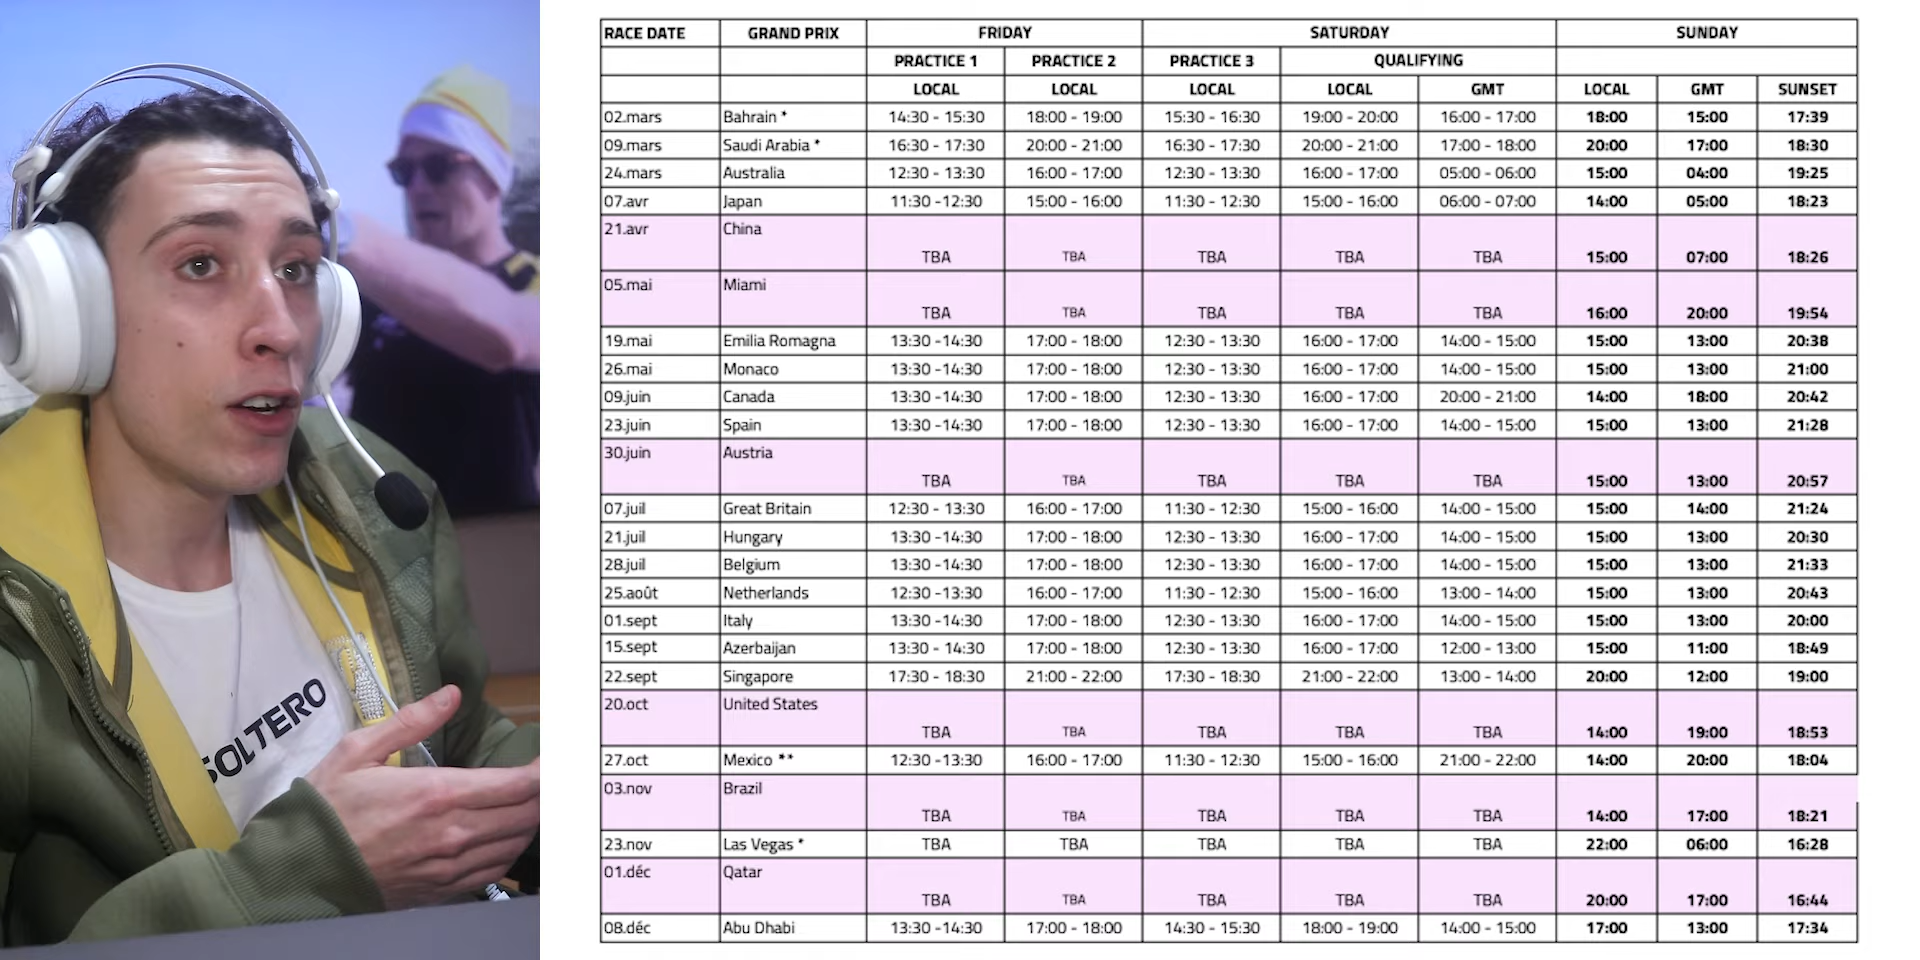 SOLTERO
RACE DATE GRAND PRIX FRIDAY SATURDAY SUNDAY
PRACTICE 1 PRACTICE 2 PRACTICE 3 QUALIFYING
LOCAL LOCAL LOCAL LOCAL GMT LOCAL GMT SUNSET
02.mars Bahrain * 14:30 - 15:30 18:00 - 19:00 15:30 - 16:30 19:00 - 20:00 16:00 - 17:00 18:00 15:00 17:39
09.mars Saudi Arabia * 16:30 - 17:30 20:00 - 21:00 16:30 - 17:30 20:00 - 21:00 17:00 - 18:00 20:00 17:00 18:30
24.mars Australia 12:30 - 13:30 16:00 - 17:00 12:30 - 13:30 16:00 - 17:00 05:00 - 06:00 15:00 04:00 19:25
07.avr Japan 11:30 -12:30 15:00 - 16:00 11:30 - 12:30 15:00 - 16:00 06:00 - 07:00 14:00 05:00 18:23
21.avr China TBA TBA TBA TBA TBA 15:00 07:00 18:26
05.mai Miami TBA TBA TBA TBA TBA 16:00 20:00 19:54
19.mai Emilia Romagna 13:30 -14:30 17:00 - 18:00 12:30 - 13:30 16:00 - 17:00 14:00 - 15:00 15:00 13:00 20:38
26.mai Monaco 13:30 -14:30 17:00 - 18:00 12:30 - 13:30 16:00 - 17:00 14:00 - 15:00 15:00 13:00 21:00
09.juin Canada 13:30 -14:30 17:00 - 18:00 12:30 - 13:30 16:00 - 17:00 20:00 - 21:00 14:00 18:00 20:42
23.juin Spain 13:30 -14:30 17:00 - 18:00 12:30 - 13:30 16:00 - 17:00 14:00 - 15:00 15:00 13:00 21:28
30.juin Austria TBA TBA TBA TBA TBA 15:00 13:00 20:57
07.juil Great Britain 12:30 - 13:30 16:00 - 17:00 11:30 - 12:30 15:00 - 16:00 14:00 - 15:00 15:00 14:00 21:24
21.juil Hungary 13:30 -14:30 17:00 - 18:00 12:30 - 13:30 16:00 - 17:00 14:00 - 15:00 15:00 13:00 20:30
28.juil Belgium 13:30 -14:30 17:00 - 18:00 12:30 - 13:30 16:00 - 17:00 14:00 - 15:00 15:00 13:00 21:33
25.août Netherlands 12:30 -13:30 16:00 - 17:00 11:30 - 12:30 15:00 - 16:00 13:00 - 14:00 15:00 13:00 20:43
01.sept Italy 13:30 -14:30 17:00 - 18:00 12:30 - 13:30 16:00 - 17:00 14:00 - 15:00 15:00 13:00 20:00
15.sept Azerbaijan 13:30 - 14:30 17:00 - 18:00 12:30 - 13:30 16:00 - 17:00 12:00 - 13:00 15:00 11:00 18:49
22.sept Singapore 17:30 - 18:30 21:00 - 22:00 17:30 - 18:30 21:00 - 22:00 13:00 - 14:00 20:00 12:00 19:00
20.oct United States TBA TBA TBA TBA TBA 14:00 19:00 18:53
27.oct Mexico ** 12:30 -13:30 16:00 - 17:00 11:30 - 12:30 15:00 - 16:00 21:00 - 22:00 14:00 20:00 18:04
03.nov Brazil TBA TBA TBA TBA TBA 14:00 17:00 18:21
23.nov Las Vegas * TBA TBA TBA TBA TBA 22:00 06:00 16:28
01.déc Qatar TBA TBA TBA TBA TBA 20:00 17:00 16:44
08.déc Abu Dhabi 13:30 -14:30 17:00 - 18:00 14:30 - 15:30 18:00 - 19:00 14:00 - 15:00 17:00 13:00 17:34